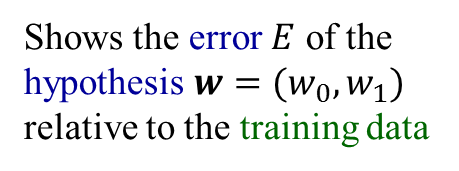 Shows the error E of the
hypothesis w = (w₀, w₁)
relative to the training data